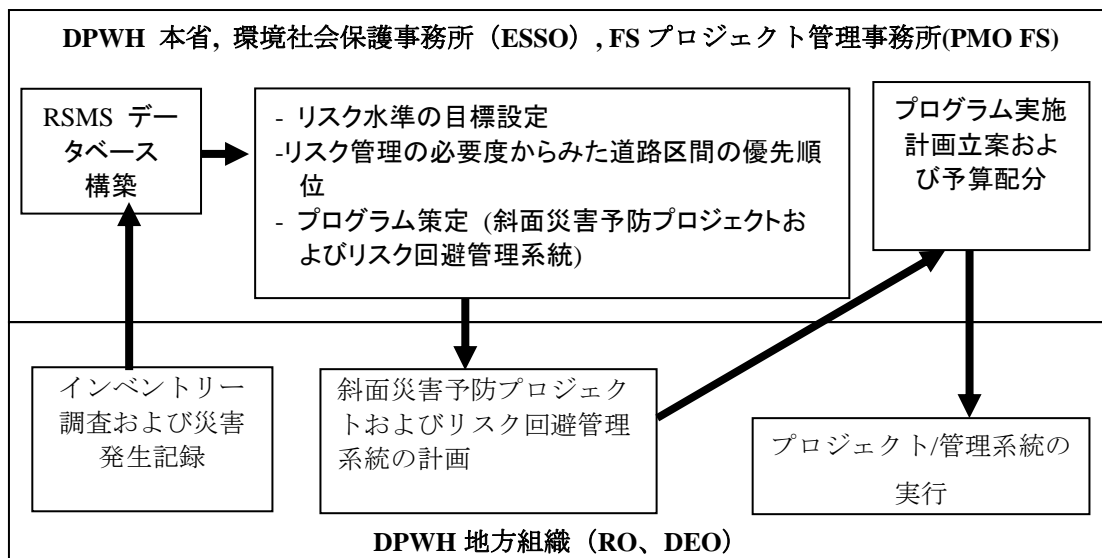 DPWH 本省, 環境社会保護事務所（ESSO）, FS プロジェクト管理事務所(PMO FS)
RSMS デー
タベース
構築
- リスク水準の目標設定
-リスク管理の必要度からみた道路区間の優先順
位
- プログラム策定 (斜面災害予防プロジェクトお
よびリスク回避管理系統)
プログラム実施
計画立案およ
び予算配分
インベントリー
調査および災害
発生記録
斜面災害予防プロジェク
トおよびリスク回避管理
系統の計画
プロジェクト/管理系統の
実行
DPWH 地方組織（RO、DEO）